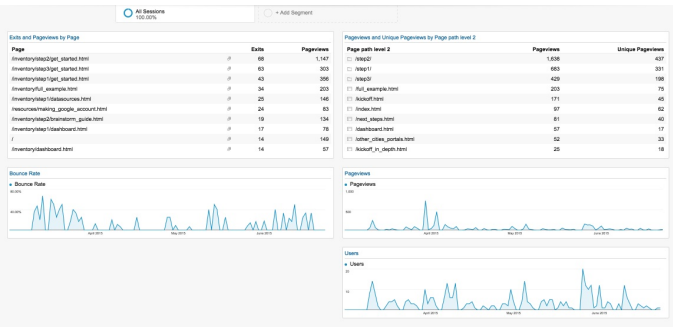 All Sessions
100.00%
+ Add Segment
Exits and Pageviews by Page
Page Exits Pageviews
/inventory/step2/get_started.html 68 1,147
/inventory/step3/get_started.html 63 303
/inventory/step1/get_started.html 43 356
/inventory/full_example.html 34 203
/inventory/step1/datasources.html 25 146
/resources/making_google_account.html 24 83
/inventory/step2/brainstorm_guide.html 19 134
/inventory/step1/dashboard.html 17 78
/ 14 149
/inventory/dashboard.html 14 57
Pageviews and Unique Pageviews by Page path level 2
Page path level 2 Pageviews Unique Pageviews
/step2/ 1,638 437
/step1/ 663 331
/step3/ 429 198
/full_example.html 203 75
/kickoff.html 171 45
/index.html 97 62
/next_steps.html 81 40
/dashboard.html 57 17
/other_cities_portals.html 52 33
/kickoff_in_depth.html 25 18
Bounce Rate
Bounce Rate
80.00%
40.00%
April 2015 May 2015 June 2015
Pageviews
Pageviews
1,000
500
April 2015 May 2015 June 2015
Users
Users
20
10
April 2015 May 2015 June 2015